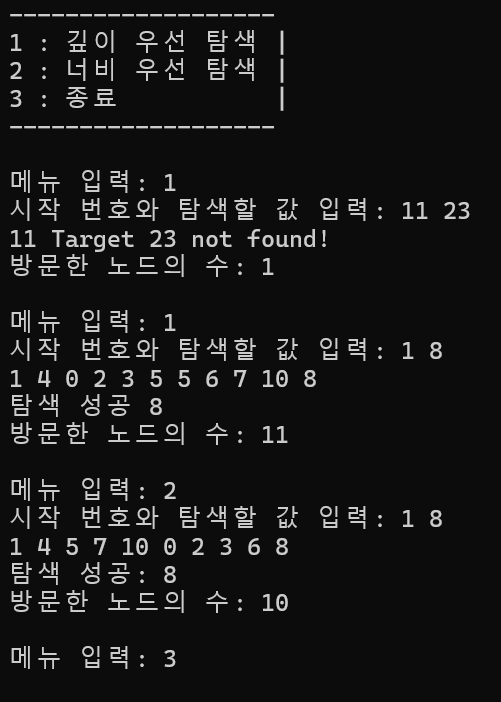 -------------------
1 : 깊이 우선 탐색 |
2 : 너비 우선 탐색 |
3 : 종료           |
-------------------
메뉴 입력: 1
시작 번호와 탐색할 값 입력: 11 23
11 Target 23 not found!
방문한 노드의 수: 1
메뉴 입력: 1
시작 번호와 탐색할 값 입력: 1 8
1 4 0 2 3 5 5 6 7 10 8
탐색 성공 8
방문한 노드의 수: 11
메뉴 입력: 2
시작 번호와 탐색할 값 입력: 1 8
1 4 5 7 10 0 2 3 6 8
탐색 성공: 8
방문한 노드의 수: 10
메뉴 입력: 3